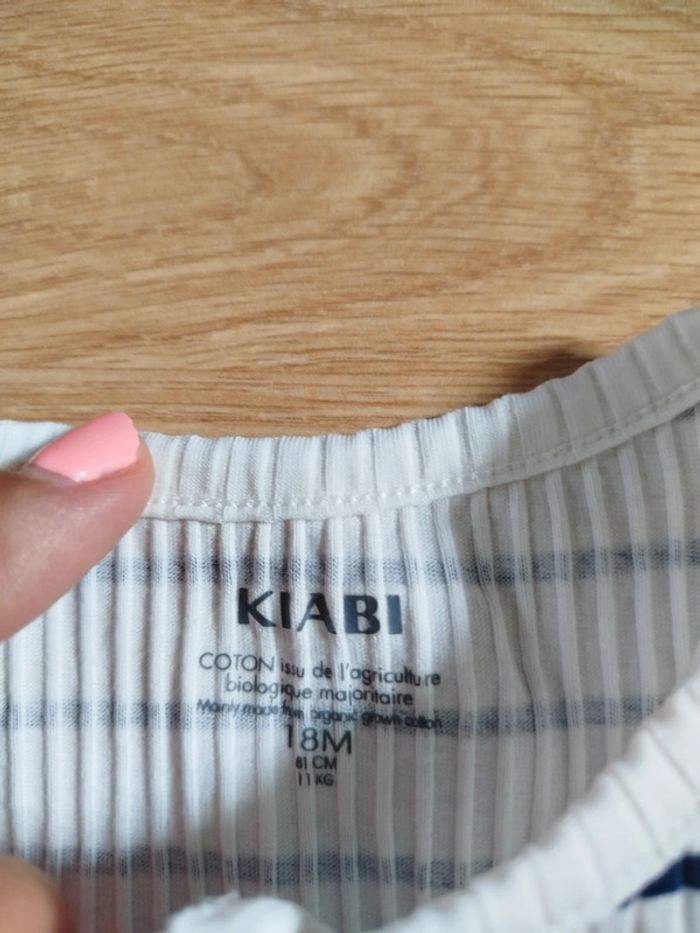 KIABI
COTON issu de l'agriculture
biologique majoritaire
Mainly made from organic grown cotton
18M
81 CM
11 KG